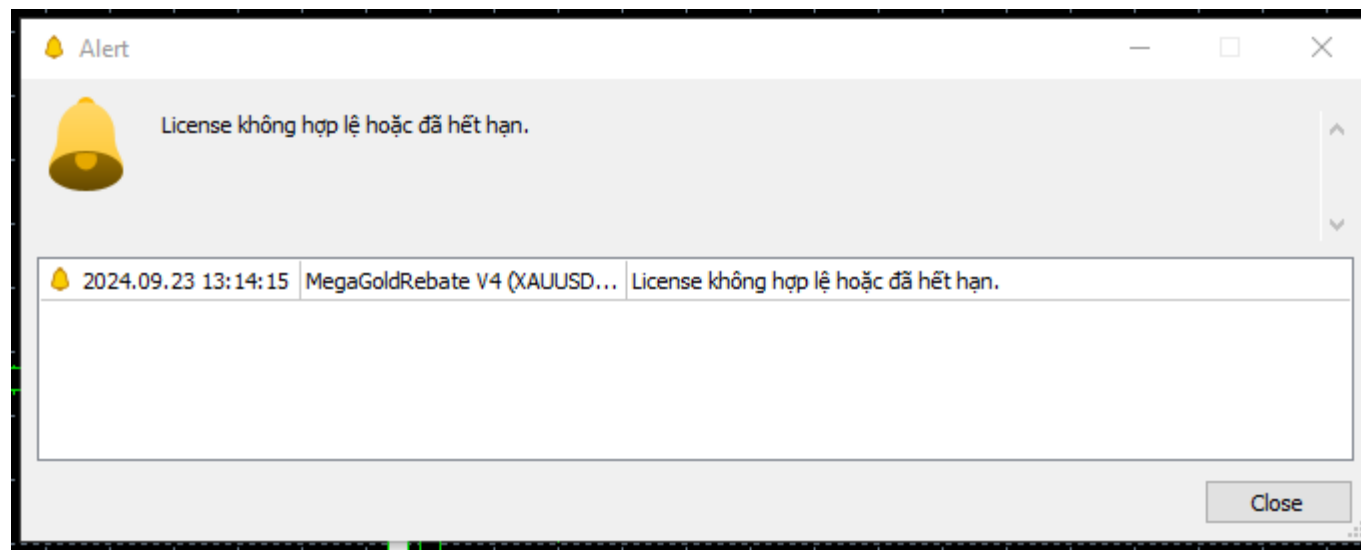 Alert
License không hợp lệ hoặc đã hết hạn.
2024.09.23 13:14:15 MegaGoldRebate V4 (XAUUSD... License không hợp lệ hoặc đã hết hạn.
Close